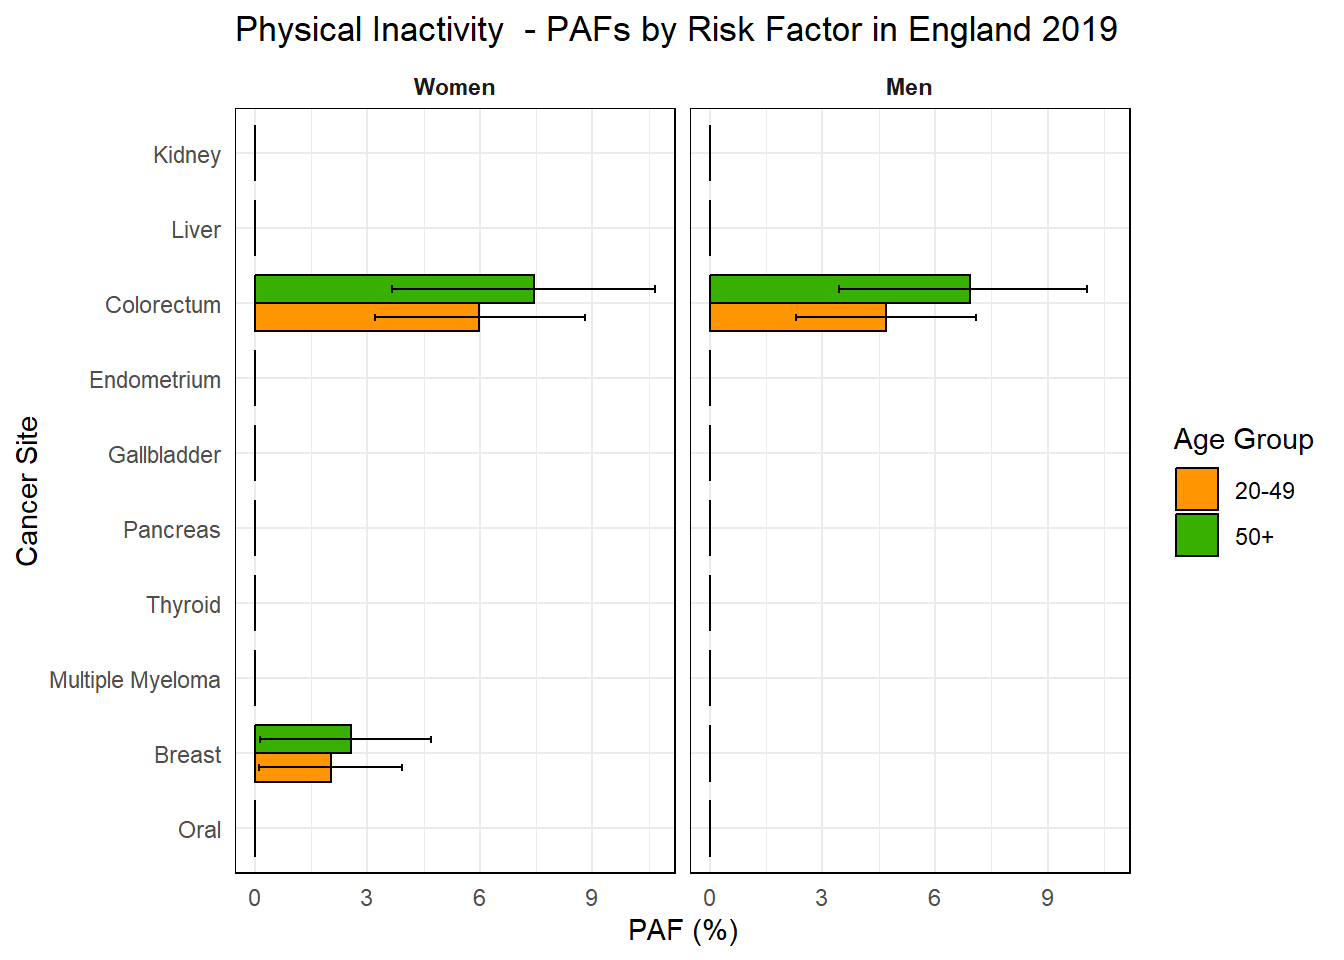 Physical Inactivity  - PAFs by Risk Factor in England 2019
Women
Men
Kidney
Liver
Colorectum
Endometrium
Gallbladder
Pancreas
Thyroid
Multiple Myeloma
Breast
Oral
Cancer Site
0 3 6 9
0 3 6 9
PAF (%)
Age Group
20-49
50+